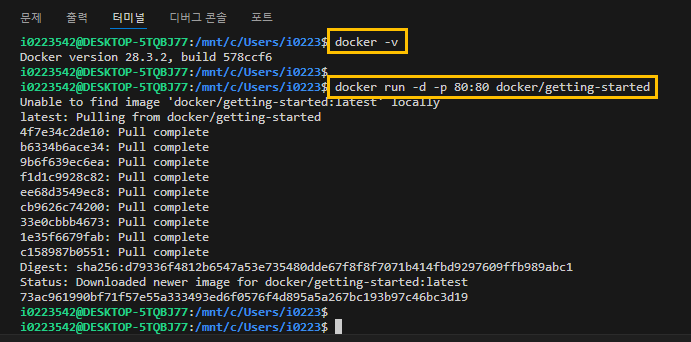 문제 출력 터미널 디버그 콘솔 포트
i0223542@DESKTOP-5TQBJ77:/mnt/c/Users/i0223$ docker -v
Docker version 28.3.2, build 578ccf6
i0223542@DESKTOP-5TQBJ77:/mnt/c/Users/i0223$
i0223542@DESKTOP-5TQBJ77:/mnt/c/Users/i0223$ docker run -d -p 80:80 docker/getting-started
Unable to find image 'docker/getting-started:latest' locally
latest: Pulling from docker/getting-started
4f7e34c2de10: Pull complete
b6334b6ace34: Pull complete
9b6f639ec6ea: Pull complete
f1d1c9928c82: Pull complete
ee68d3549ec8: Pull complete
cb9626c74200: Pull complete
33e0cbbb4673: Pull complete
1e35f6679fab: Pull complete
c158987b0551: Pull complete
Digest: sha256:d79336f4812b6547a53e735480dde67f8f8f7071b414fbd9297609ffb989abc1
Status: Downloaded newer image for docker/getting-started:latest
73ac961990bf71f57e55a333493ed6f0576f4d895a5a267bc193b97c46bc3d19
i0223542@DESKTOP-5TQBJ77:/mnt/c/Users/i0223$
i0223542@DESKTOP-5TQBJ77:/mnt/c/Users/i0223$